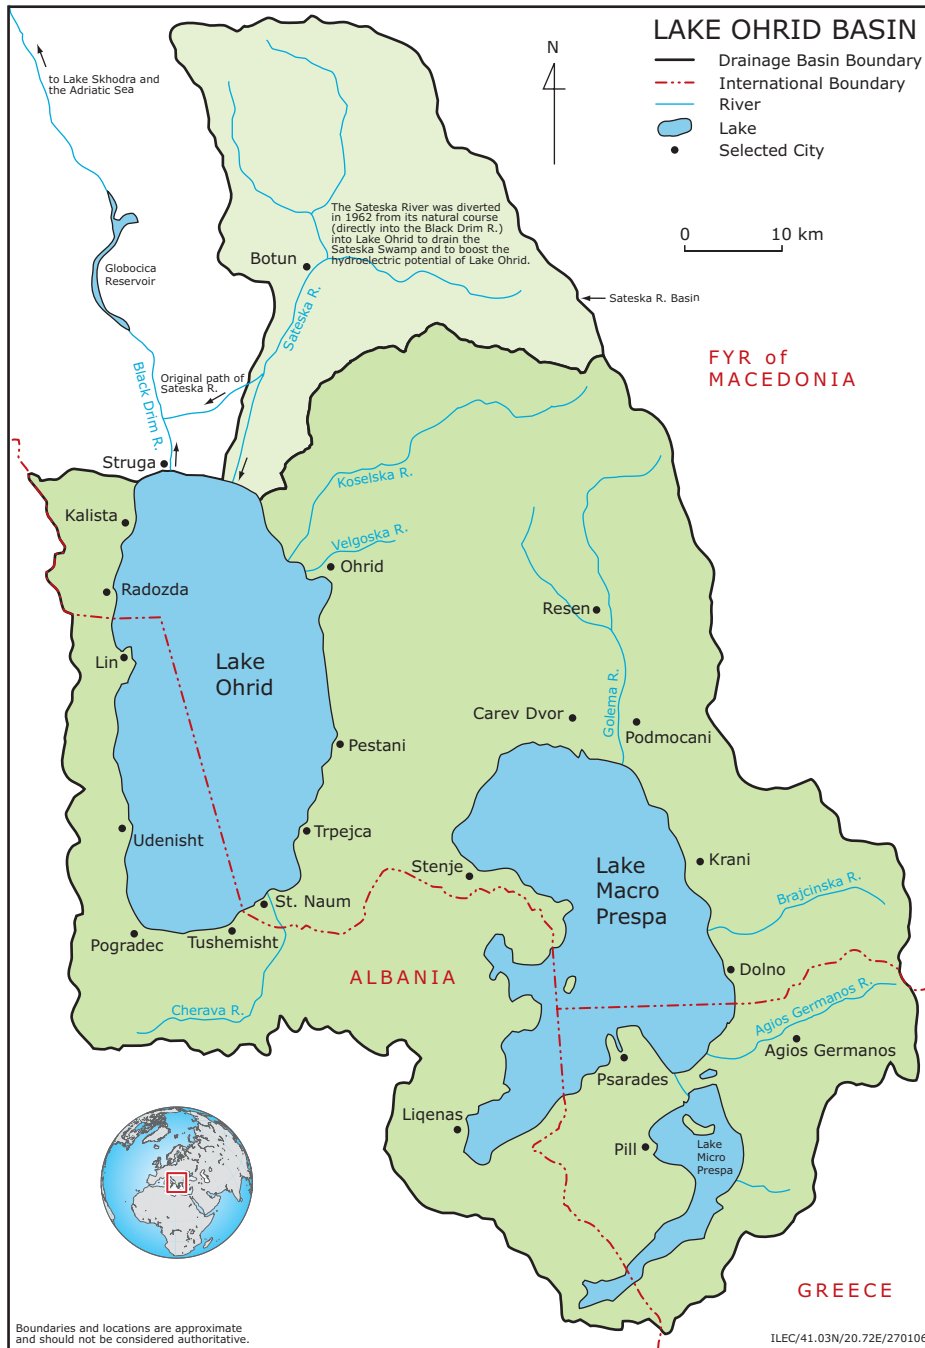 LAKE OHRID BASIN
Drainage Basin Boundary
International Boundary
River
Lake
Selected City
N
0 10 km
to Lake Skhodra and
the Adriatic Sea
The Sateska River was diverted
in 1962 from its natural course
(directly into the Black Drim R.)
into Lake Ohrid to drain the
Sateska Swamp and to boost the
hydroelectric potential of Lake Ohrid.
Botun
Globocica
Reservoir
Sateska R.
Sateska R. Basin
FYR of
MACEDONIA
Black Drim R.
Original path of
Sateska R.
Struga
Koselska R.
Kalista
Velgoska R.
Ohrid
Radozda
Resen
Lin
Lake
Ohrid
Golema R.
Carev Dvor
Podmocani
Pestani
Udenisht
Trpejca
Stenje
Lake
Macro
Prespa
Krani
Brajcinska R.
St. Naum
Pogradec
Tushemisht
ALBANIA
Dolno
Cherava R.
Agios Germanos R.
Agios Germanos
Psarades
Liqenas
Pill
Lake
Micro
Prespa
GREECE
Boundaries and locations are approximate
and should not be considered authoritative.
ILEC/41.03N/20.72E/270106